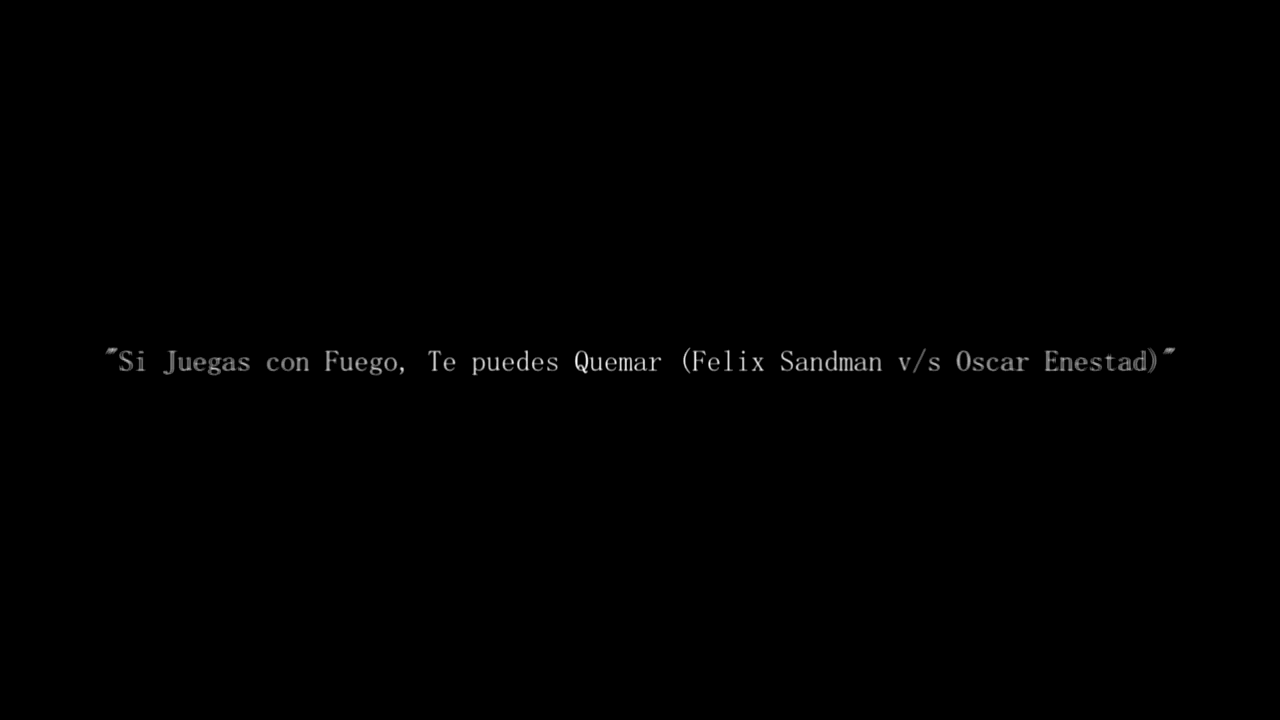 "Si Juegas con Fuego, Te puedes Quemar (Felix Sandman v/s Oscar Enestad)"